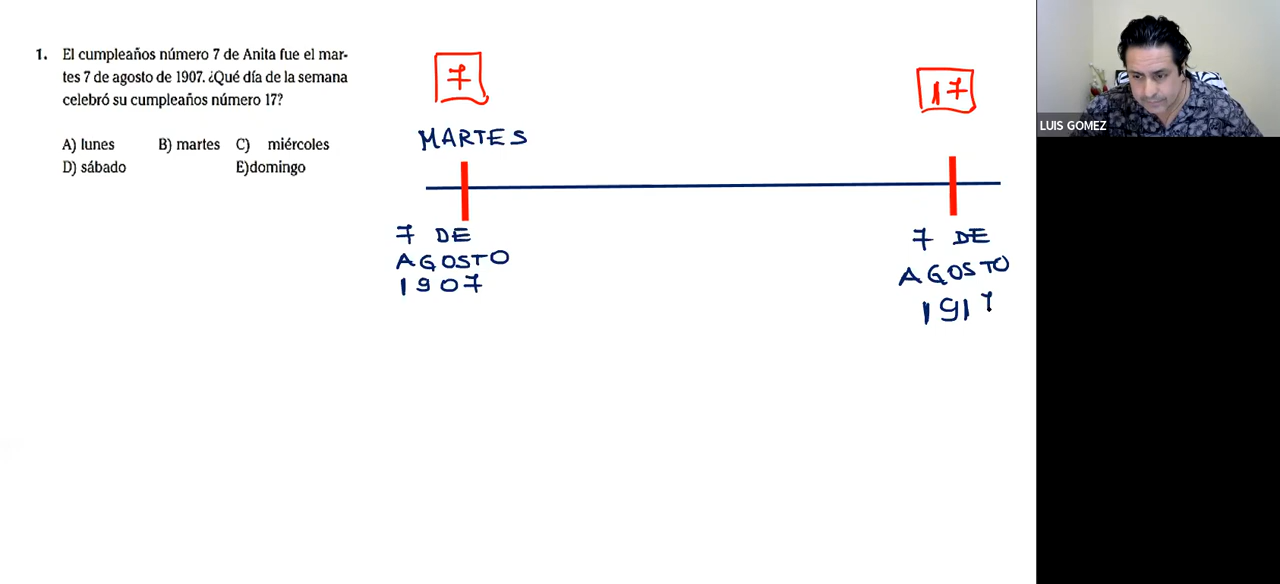 1. El cumpleaños número 7 de Anita fue el mar-
tes 7 de agosto de 1907. ¿Qué día de la semana
celebró su cumpleaños número 17?
A) lunes B) martes C) miércoles
D) sábado E)domingo
7
MARTES
7 DE
AGOSTO
1907
17
7 DE
AGOSTO
1917
LUIS GOMEZ